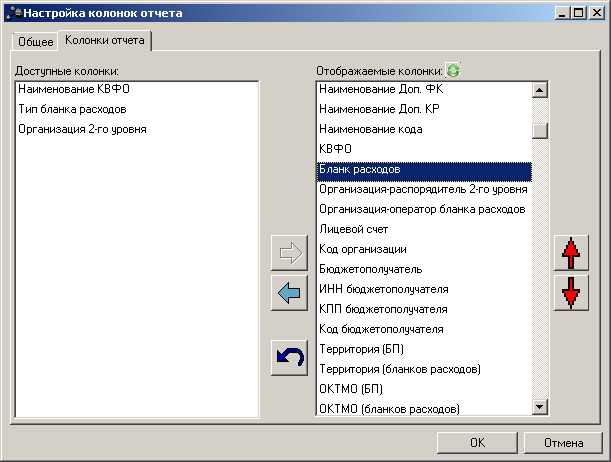 Настройка колонок отчета
Общее
Колонки отчета
Доступные колонки:
Наименование КВФО
Тип бланка расходов
Организация 2-го уровня
Отображаемые колонки:
Наименование Доп. ФК
Наименование Доп. КР
Наименование кода
КВФО
Бланк расходов
Организация-распорядитель 2-го уровня
Организация-оператор бланка расходов
Лицевой счет
Код организации
Бюджетополучатель
ИНН бюджетополучателя
КПП бюджетополучателя
Код бюджетополучателя
Территория (БП)
Территория (бланков расходов)
ОКТМО (БП)
ОКТМО (бланков расходов)
OK
Отмена